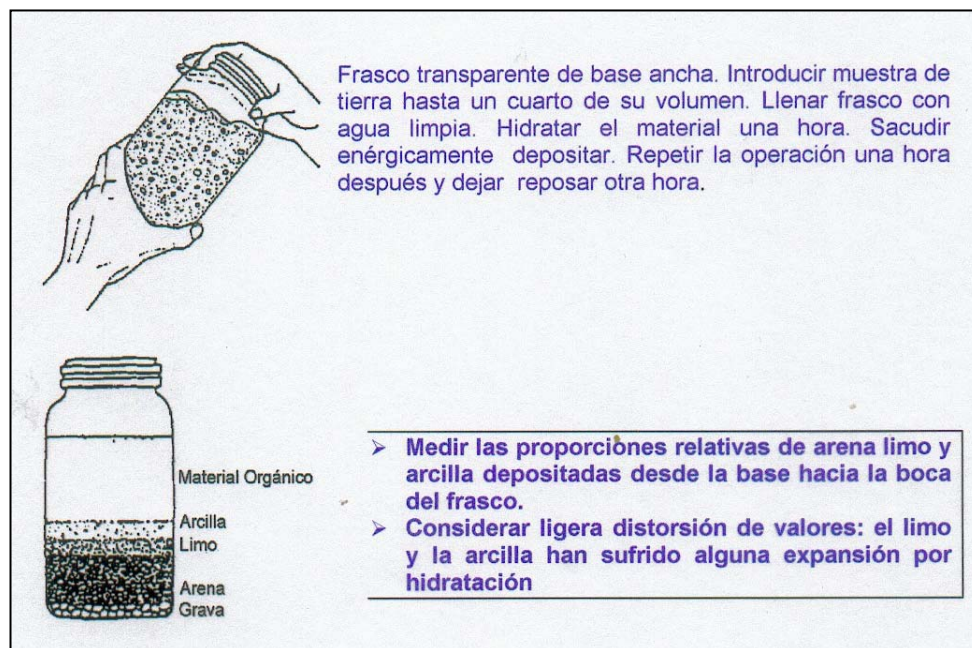 Frasco transparente de base ancha. Introducir muestra de
tierra hasta un cuarto de su volumen. Llenar frasco con
agua limpia. Hidratar el material una hora. Sacudir
enérgicamente depositar. Repetir la operación una hora
después y dejar reposar otra hora.
Material Orgánico
Arcilla
Limo
Arena
Grava
➢ Medir las proporciones relativas de arena limo y
arcilla depositadas desde la base hacia la boca
del frasco.
➢ Considerar ligera distorsión de valores: el limo
y la arcilla han sufrido alguna expansión por
hidratación